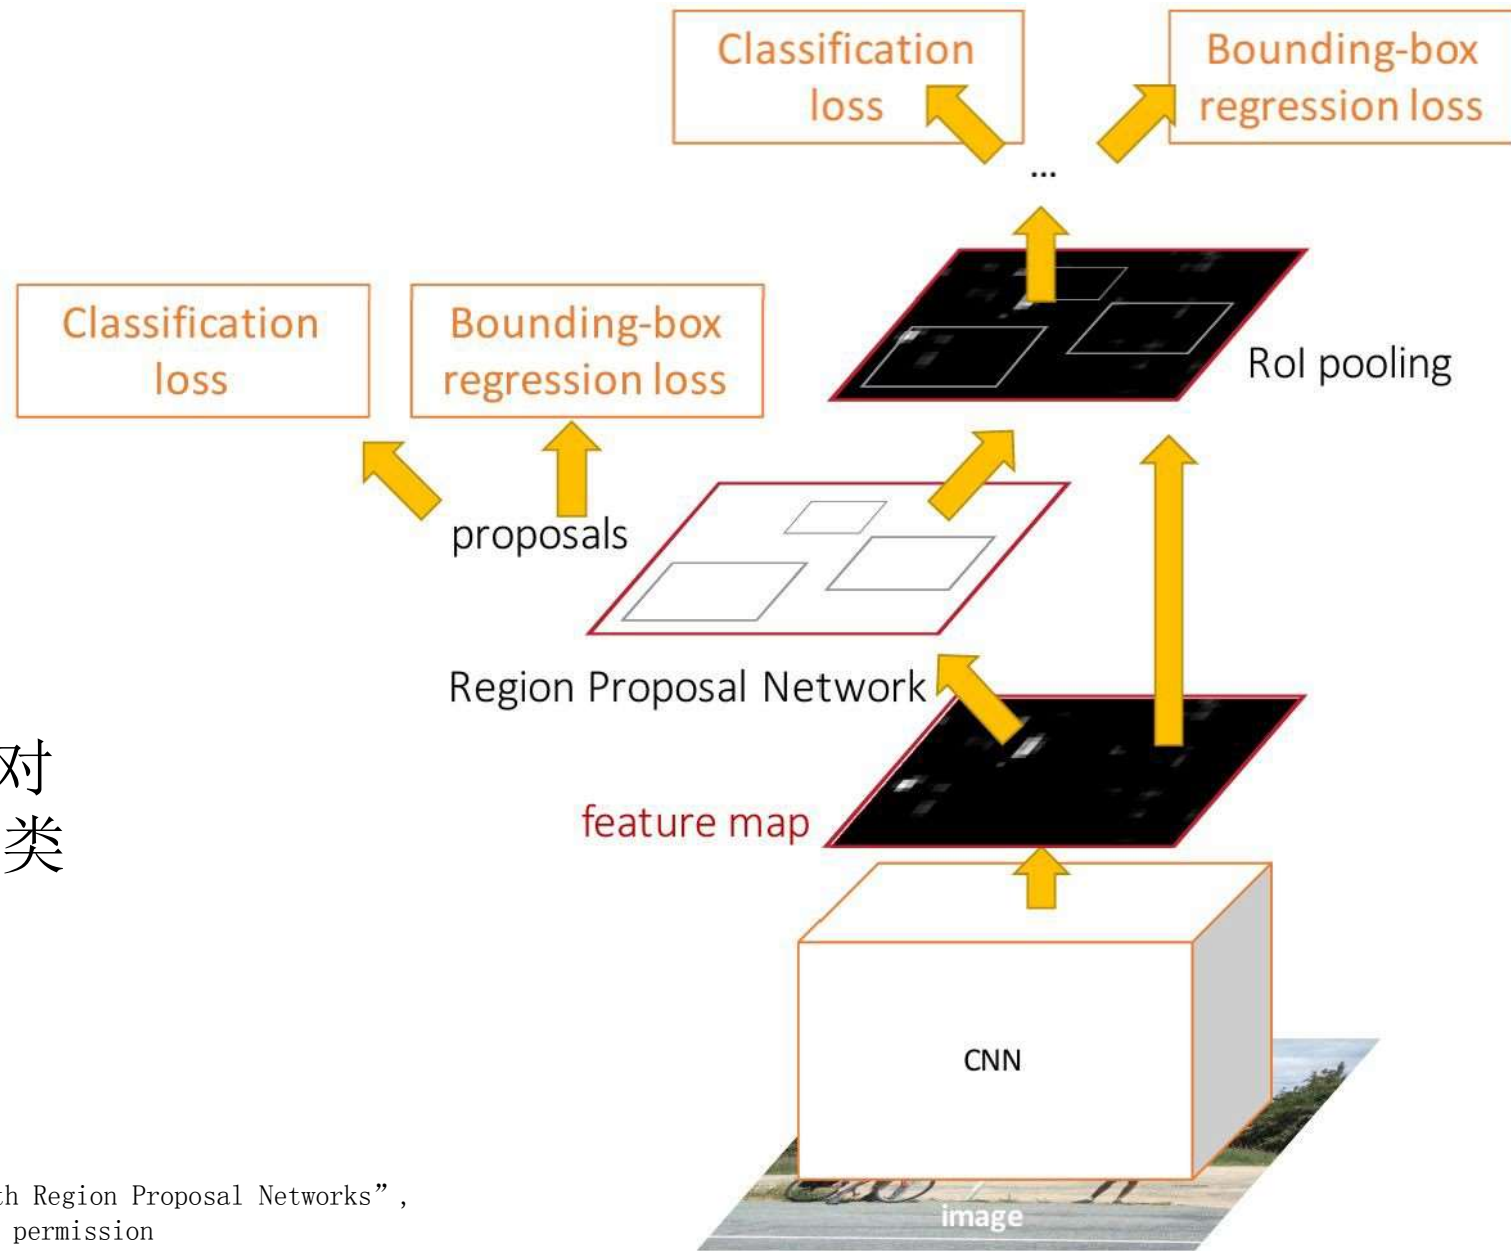 Classification
loss
Bounding-box
regression loss
...
Classification
loss
Bounding-box
regression loss
RoI pooling
proposals
Region Proposal Network
对
类
feature map
CNN
image
th Region Proposal Networks”,
permission